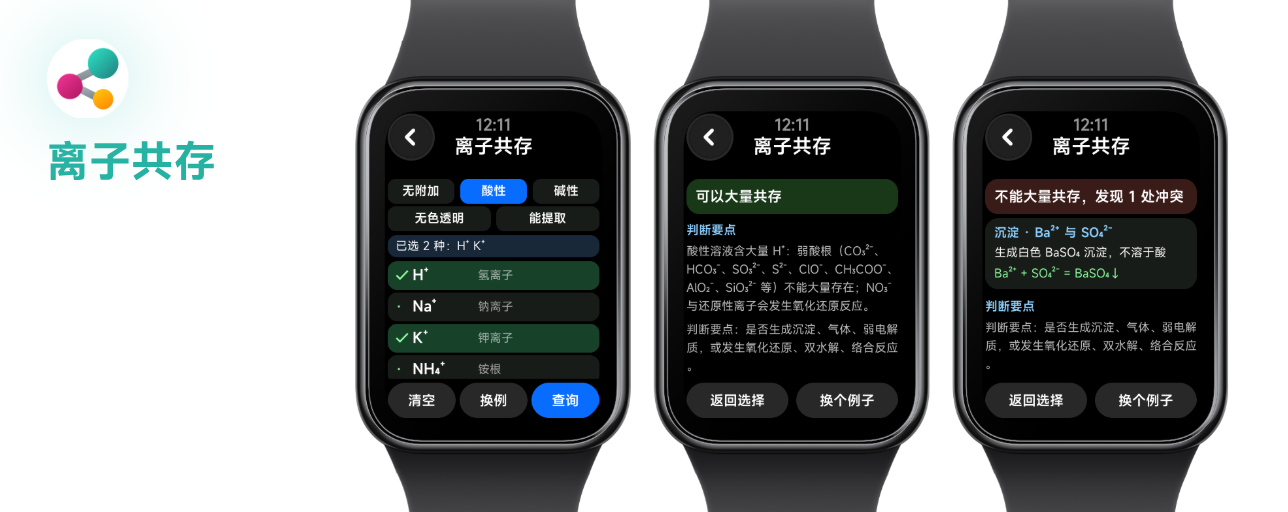 离子共存
12:11
离子共存
无附加 酸性 碱性
无色透明 能提取
已选 2 种：H⁺ K⁺
✓ H⁺ 氢离子
· Na⁺ 钠离子
✓ K⁺ 钾离子
· NH₄⁺ 铵根
清空 换例 查询
12:11
离子共存
可以大量共存
判断要点
酸性溶液含大量 H⁺：弱酸根（CO₃²⁻、
HCO₃⁻、SO₃²⁻、S²⁻、ClO⁻、CH₃COO⁻、
AlO₂⁻、SiO₃²⁻ 等）不能大量存在；NO₃⁻
与还原性离子会发生氧化还原反应。
判断要点：是否生成沉淀、气体、弱电解
质，或发生氧化还原、双水解、络合反应
。
返回选择 换个例子
12:11
离子共存
不能大量共存，发现 1 处冲突
沉淀 · Ba²⁺ 与 SO₄²⁻
生成白色 BaSO₄ 沉淀，不溶于酸
Ba²⁺ + SO₄²⁻ = BaSO₄↓
判断要点
判断要点：是否生成沉淀、气体、弱电解
质，或发生氧化还原、双水解、络合反应
。
返回选择 换个例子